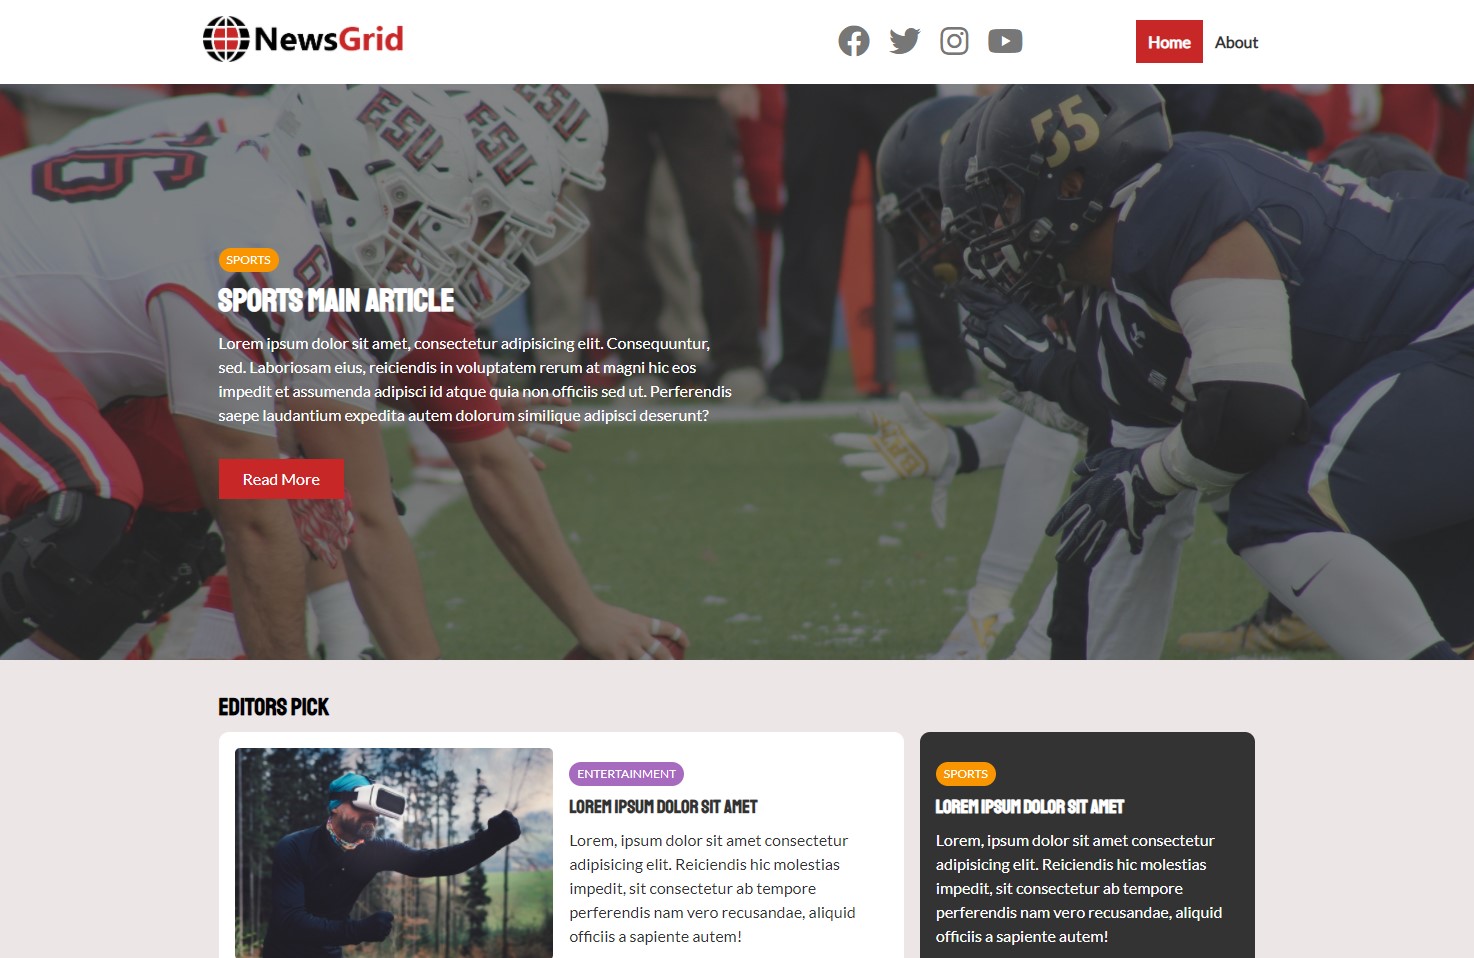 NewsGrid
Home
About
ESU
ESU
55
SPORTS
SPORTS MAIN ARTICLE
Lorem ipsum dolor sit amet, consectetur adipisicing elit. Consequuntur,
sed. Laboriosam eius, reiciendis in voluptatem rerum at magni hic eos
impedit et assumenda adipisci id atque quia non officiis sed ut. Perferendis
saepe laudantium expedita autem dolorum similique adipisci deserunt?
Read More
EDITORS PICK
ENTERTAINMENT
LOREM IPSUM DOLOR SIT AMET
Lorem, ipsum dolor sit amet consectetur
adipisicing elit. Reiciendis hic molestias
impedit, sit consectetur ab tempore
perferendis nam vero recusandae, aliquid
officiis a sapiente autem!
SPORTS
LOREM IPSUM DOLOR SIT AMET
Lorem, ipsum dolor sit amet consectetur
adipisicing elit. Reiciendis hic molestias
impedit, sit consectetur ab tempore
perferendis nam vero recusandae, aliquid
officiis a sapiente autem!